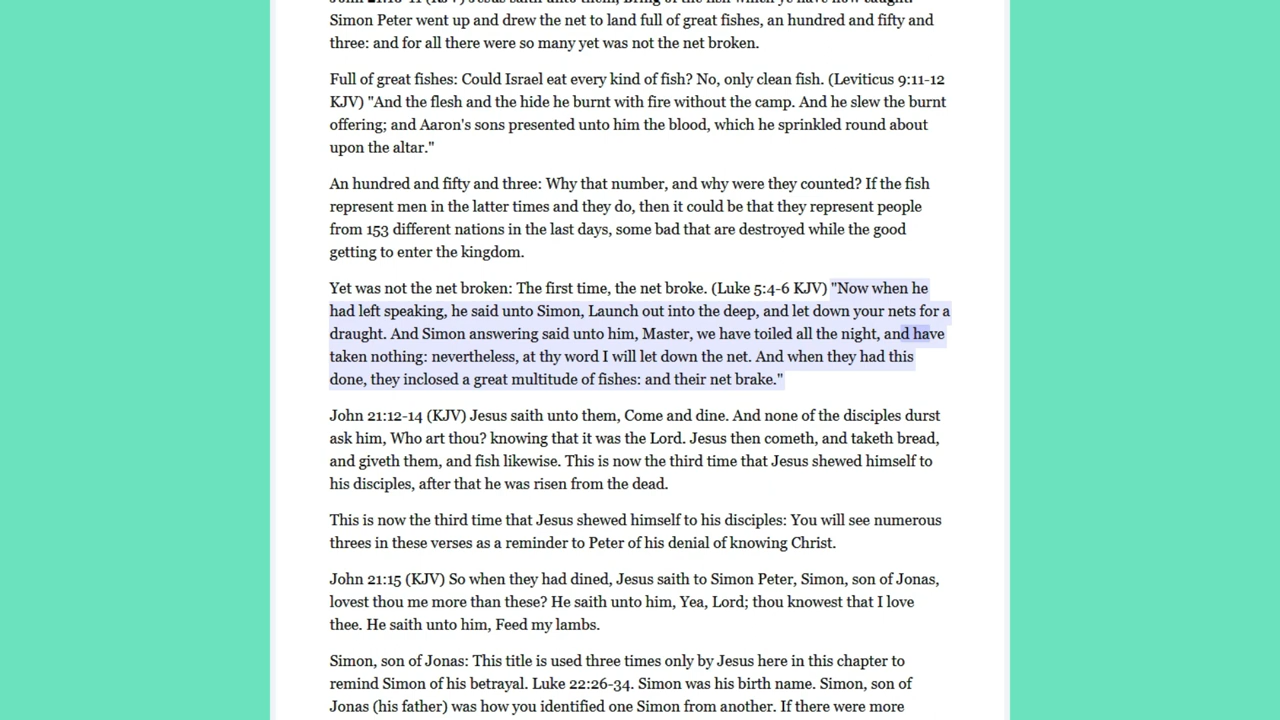 Simon Peter went up and drew the net to land full of great fishes, an hundred and fifty and
three: and for all there were so many yet was not the net broken.
Full of great fishes: Could Israel eat every kind of fish? No, only clean fish. (Leviticus 9:11-12
KJV) "And the flesh and the hide he burnt with fire without the camp. And he slew the burnt
offering; and Aaron's sons presented unto him the blood, which he sprinkled round about
upon the altar."
An hundred and fifty and three: Why that number, and why were they counted? If the fish
represent men in the latter times and they do, then it could be that they represent people
from 153 different nations in the last days, some bad that are destroyed while the good
getting to enter the kingdom.
Yet was not the net broken: The first time, the net broke. (Luke 5:4-6 KJV) "Now when he
had left speaking, he said unto Simon, Launch out into the deep, and let down your nets for a
draught. And Simon answering said unto him, Master, we have toiled all the night, and have
taken nothing: nevertheless, at thy word I will let down the net. And when they had this
done, they inclosed a great multitude of fishes: and their net brake."
John 21:12-14 (KJV) Jesus saith unto them, Come and dine. And none of the disciples durst
ask him, Who art thou? knowing that it was the Lord. Jesus then cometh, and taketh bread,
and giveth them, and fish likewise. This is now the third time that Jesus shewed himself to
his disciples, after that he was risen from the dead.
This is now the third time that Jesus shewed himself to his disciples: You will see numerous
threes in these verses as a reminder to Peter of his denial of knowing Christ.
John 21:15 (KJV) So when they had dined, Jesus saith to Simon Peter, Simon, son of Jonas,
lovest thou me more than these? He saith unto him, Yea, Lord; thou knowest that I love
thee. He saith unto him, Feed my lambs.
Simon, son of Jonas: This title is used three times only by Jesus here in this chapter to
remind Simon of his betrayal. Luke 22:26-34. Simon was his birth name. Simon, son of
Jonas (his father) was how you identified one Simon from another. If there were more